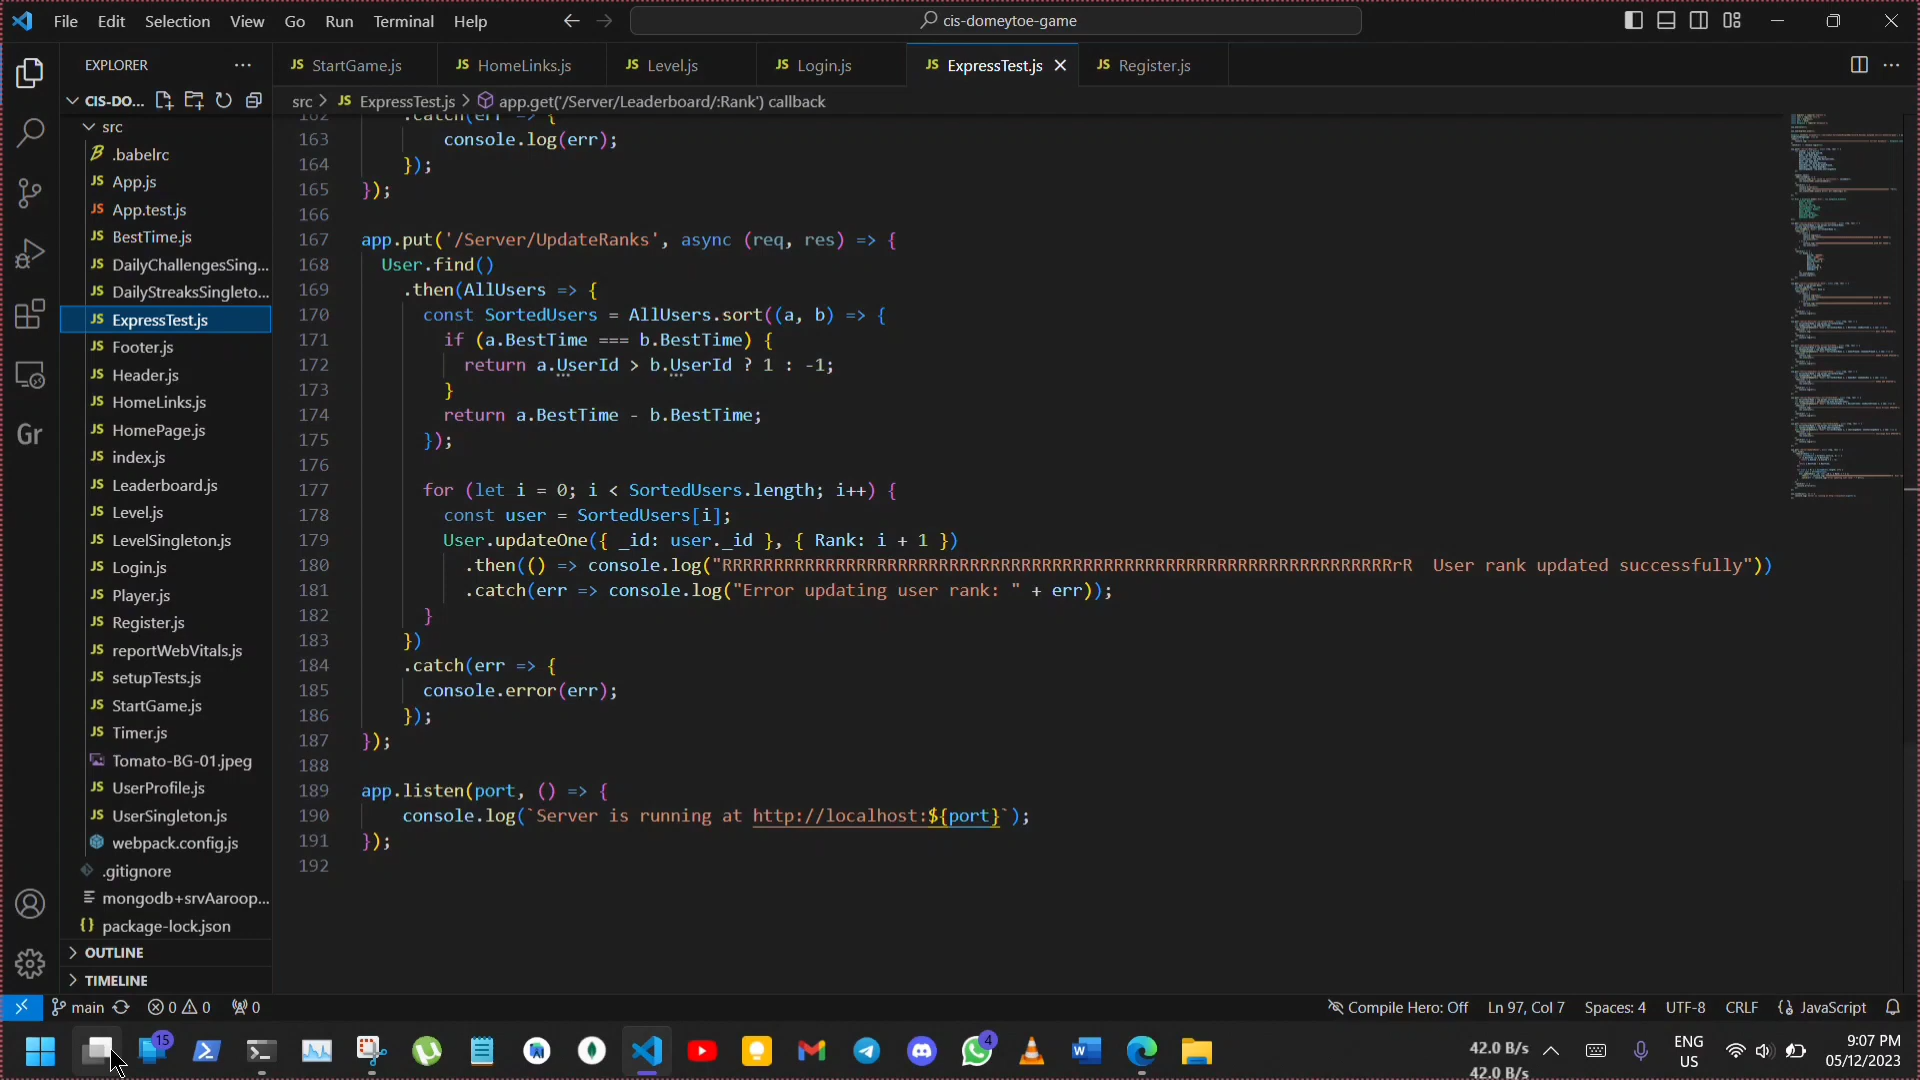 File Edit Selection View Go Run Terminal Help cis-domeytoe-game
EXPLORER
StartGame.js HomeLinks.js Level.js Login.js ExpressTest.js Register.js
CIS-DO...
src > ExpressTest.js > app.get('/Server/Leaderboard/:Rank') callback
src
.babelrc
App.js
App.test.js
BestTime.js
DailyChallengesSing...
DailyStreaksSingleto...
ExpressTest.js
Footer.js
Header.js
HomeLinks.js
HomePage.js
index.js
Leaderboard.js
Level.js
LevelSingleton.js
Login.js
Player.js
Register.js
reportWebVitals.js
setupTests.js
StartGame.js
Timer.js
Tomato-BG-01.jpeg
UserProfile.js
UserSingleton.js
webpack.config.js
.gitignore
mongodb+srvAaroop...
package-lock.json
OUTLINE
TIMELINE
162 .catch(err => {
163 console.log(err);
164 });
165 });
166
167 app.put('/Server/UpdateRanks', async (req, res) => {
168 User.find()
169 .then(AllUsers => {
170 const SortedUsers = AllUsers.sort((a, b) => {
171 if (a.BestTime === b.BestTime) {
172 return a.UserId > b.UserId ? 1 : -1;
173 }
174 return a.BestTime - b.BestTime;
175 });
176
177 for (let i = 0; i < SortedUsers.length; i++) {
178 const user = SortedUsers[i];
179 User.updateOne({ _id: user._id }, { Rank: i + 1 })
180 .then(() => console.log("RRRRRRRRRRRRRRRRRRRRRRRRRRRRRRRRRRRRRRRRRRRRRRRRRRRRRRRRRRRRRRRRRrR  User rank updated successfully"))
181 .catch(err => console.log("Error updating user rank: " + err));
182 }
183 })
184 .catch(err => {
185 console.error(err);
186 });
187 });
188
189 app.listen(port, () => {
190 console.log(`Server is running at http://localhost:${port}`);
191 });
192
main 0 0 0 Compile Hero: Off Ln 97, Col 7 Spaces: 4 UTF-8 CRLF JavaScript
15 4 42.0 B/s 42.0 B/s ENG US 9:07 PM 05/12/2023
Gr